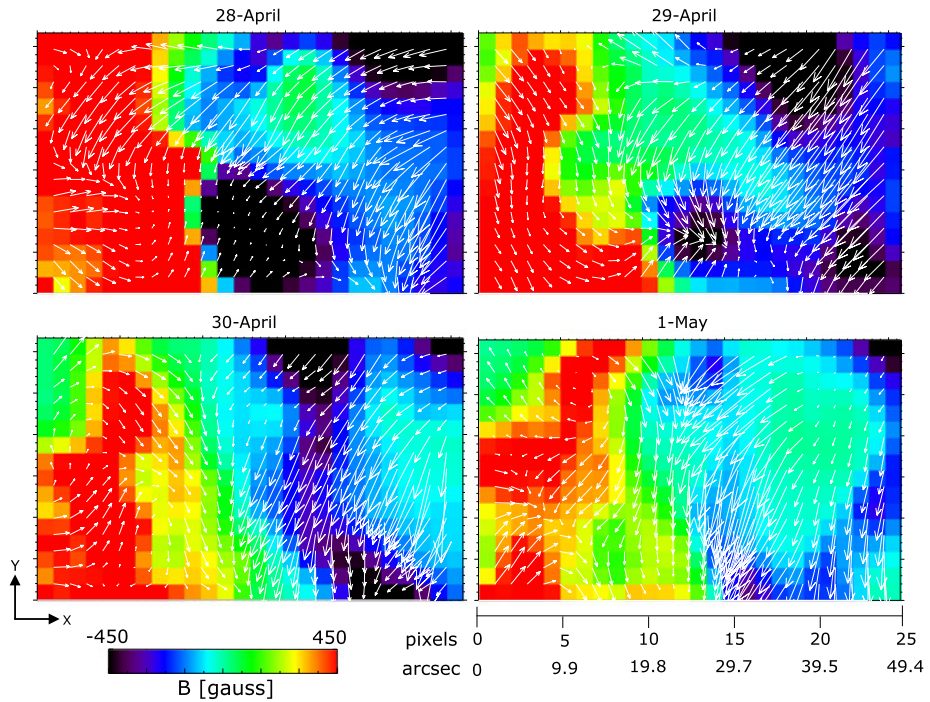 28-April 29-April
30-April 1-May
Y
X
-450 450
B [gauss]
pixels 0 5 10 15 20 25
arcsec 0 9.9 19.8 29.7 39.5 49.4